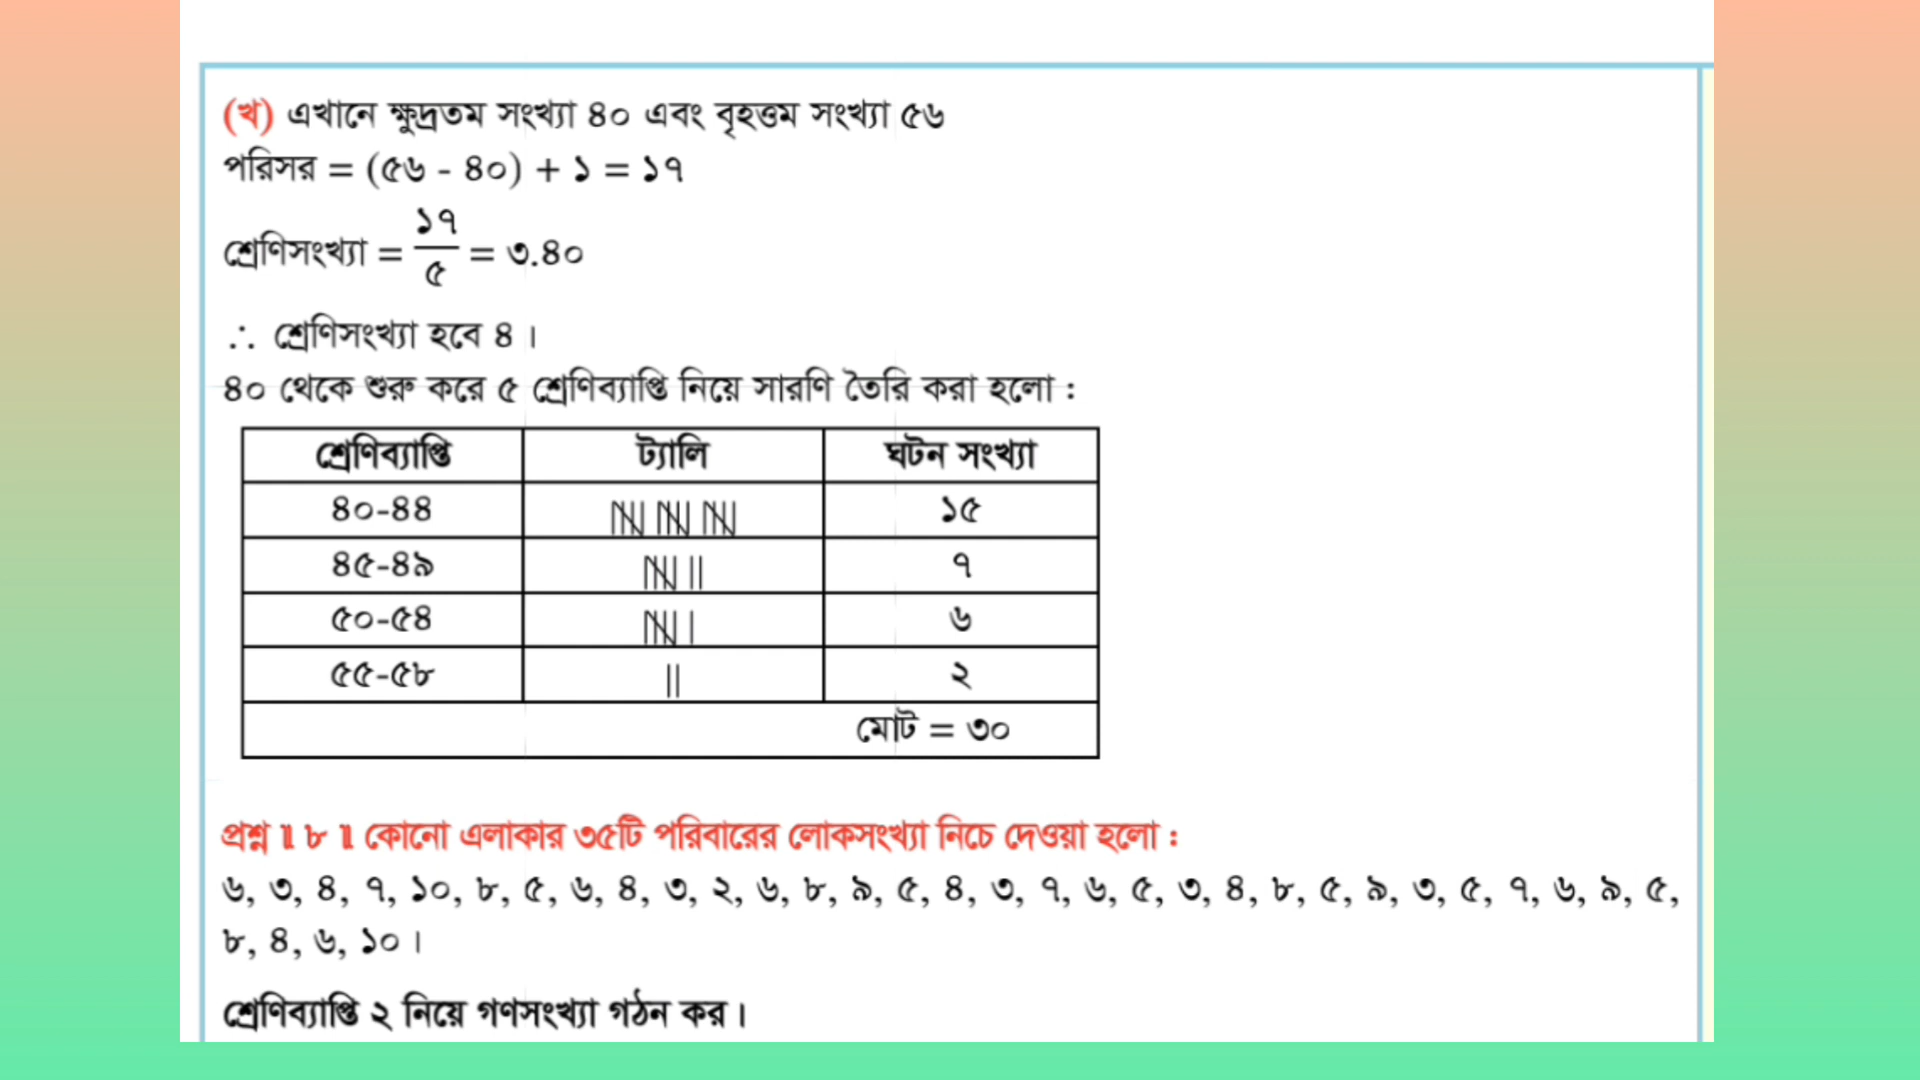 (খ) এখানে ক্ষুদ্রতম সংখ্যা ৪০ এবং বৃহত্তম সংখ্যা ৫৬
পরিসর = (৫৬ - ৪০) + ১ = ১৭
শ্রেণিসংখ্যা = ১৭/৫ = ৩.৪০
∴ শ্রেণিসংখ্যা হবে ৪।
৪০ থেকে শুরু করে ৫ শ্রেণিব্যাপ্তি নিয়ে সারণি তৈরি করা হলো :
শ্রেণিব্যাপ্তি ট্যালি ঘটন সংখ্যা
৪০-৪৪ ১৫
৪৫-৪৯ ৭
৫০-৫৪ ৬
৫৫-৫৮ ২
মোট = ৩০
প্রশ্ন ॥ ৮ ॥ কোনো এলাকার ৩৫টি পরিবারের লোকসংখ্যা নিচে দেওয়া হলো :
৬, ৩, ৪, ৭, ১০, ৮, ৫, ৬, ৪, ৩, ২, ৬, ৮, ৯, ৫, ৪, ৩, ৭, ৬, ৫, ৩, ৪, ৮, ৫, ৯, ৩, ৫, ৭, ৬, ৯, ৫,
৮, ৪, ৬, ১০।
শ্রেণিব্যাপ্তি ২ নিয়ে গণসংখ্যা গঠন কর।